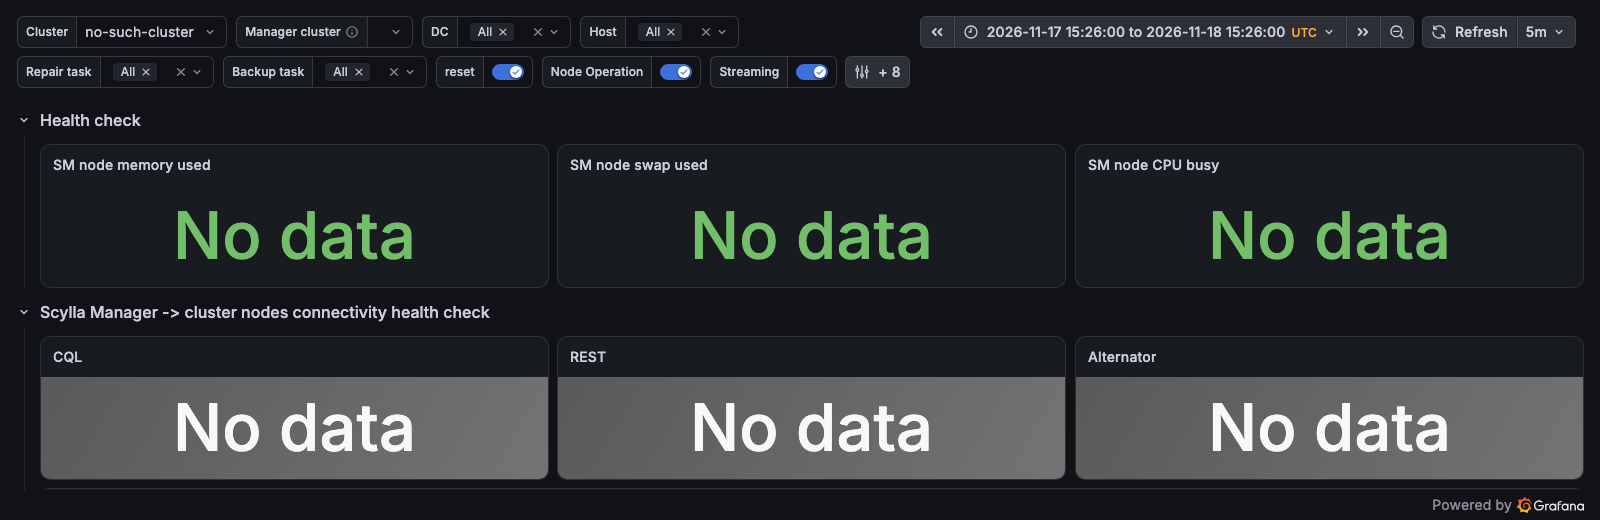 Cluster no-such-cluster Manager cluster DC All Host All 2026-11-17 15:26:00 to 2026-11-18 15:26:00 UTC Refresh 5m
Repair task All Backup task All reset Node Operation Streaming + 8
Health check
SM node memory used SM node swap used SM node CPU busy
No data No data No data
Scylla Manager -> cluster nodes connectivity health check
CQL REST Alternator
No data No data No data
Powered by Grafana